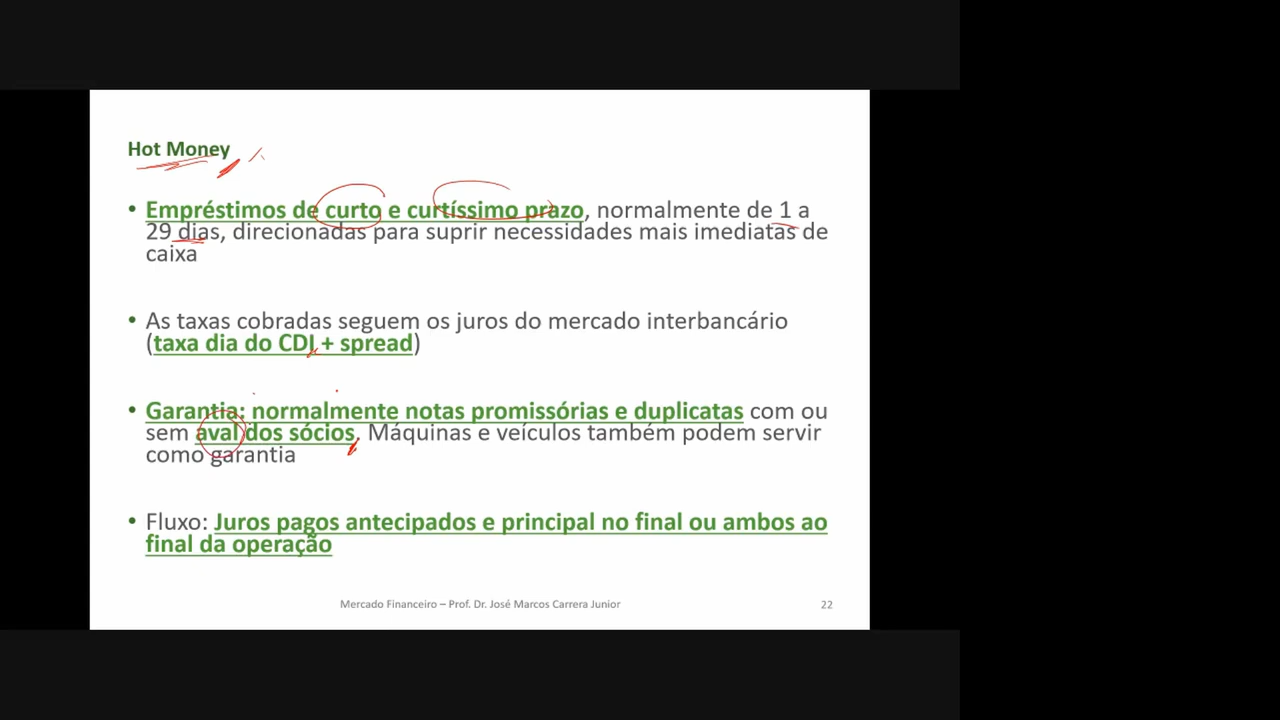 Hot Money
• Empréstimos de curto e curtíssimo prazo, normalmente de 1 a
29 dias, direcionadas para suprir necessidades mais imediatas de
caixa
• As taxas cobradas seguem os juros do mercado interbancário
(taxa dia do CDI + spread)
• Garantia: normalmente notas promissórias e duplicatas com ou
sem aval dos sócios. Máquinas e veículos também podem servir
como garantia
• Fluxo: Juros pagos antecipados e principal no final ou ambos ao
final da operação
Mercado Financeiro – Prof. Dr. José Marcos Carrera Junior
22